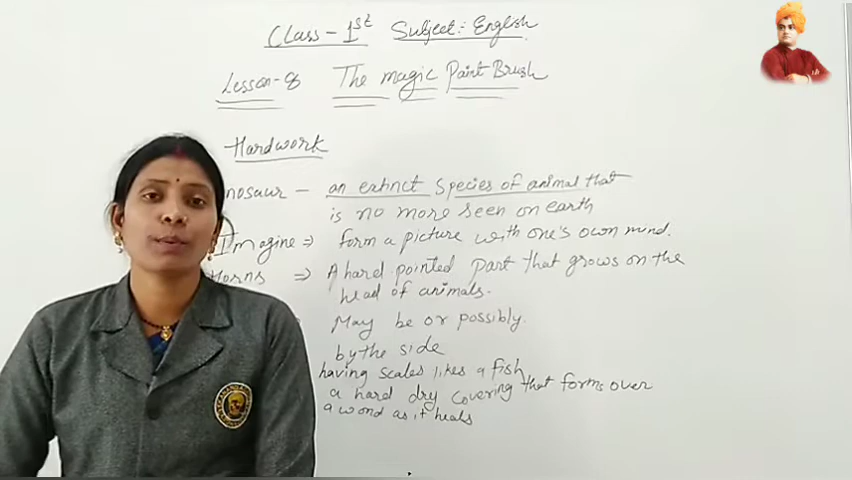 Class - 1st Subject: English
Lesson-8 The magic Paint Brush
Hardwork
nosaur - an extinct Species of animal that
is no more seen on earth
Imagine ⇒ form a picture with one's own mind.
Horns ⇒ A hard pointed part that grows on the
head of animals.
May be or possibly.
by the side
having scales likes a fish
a hard dry covering that forms over
a wond as it heals